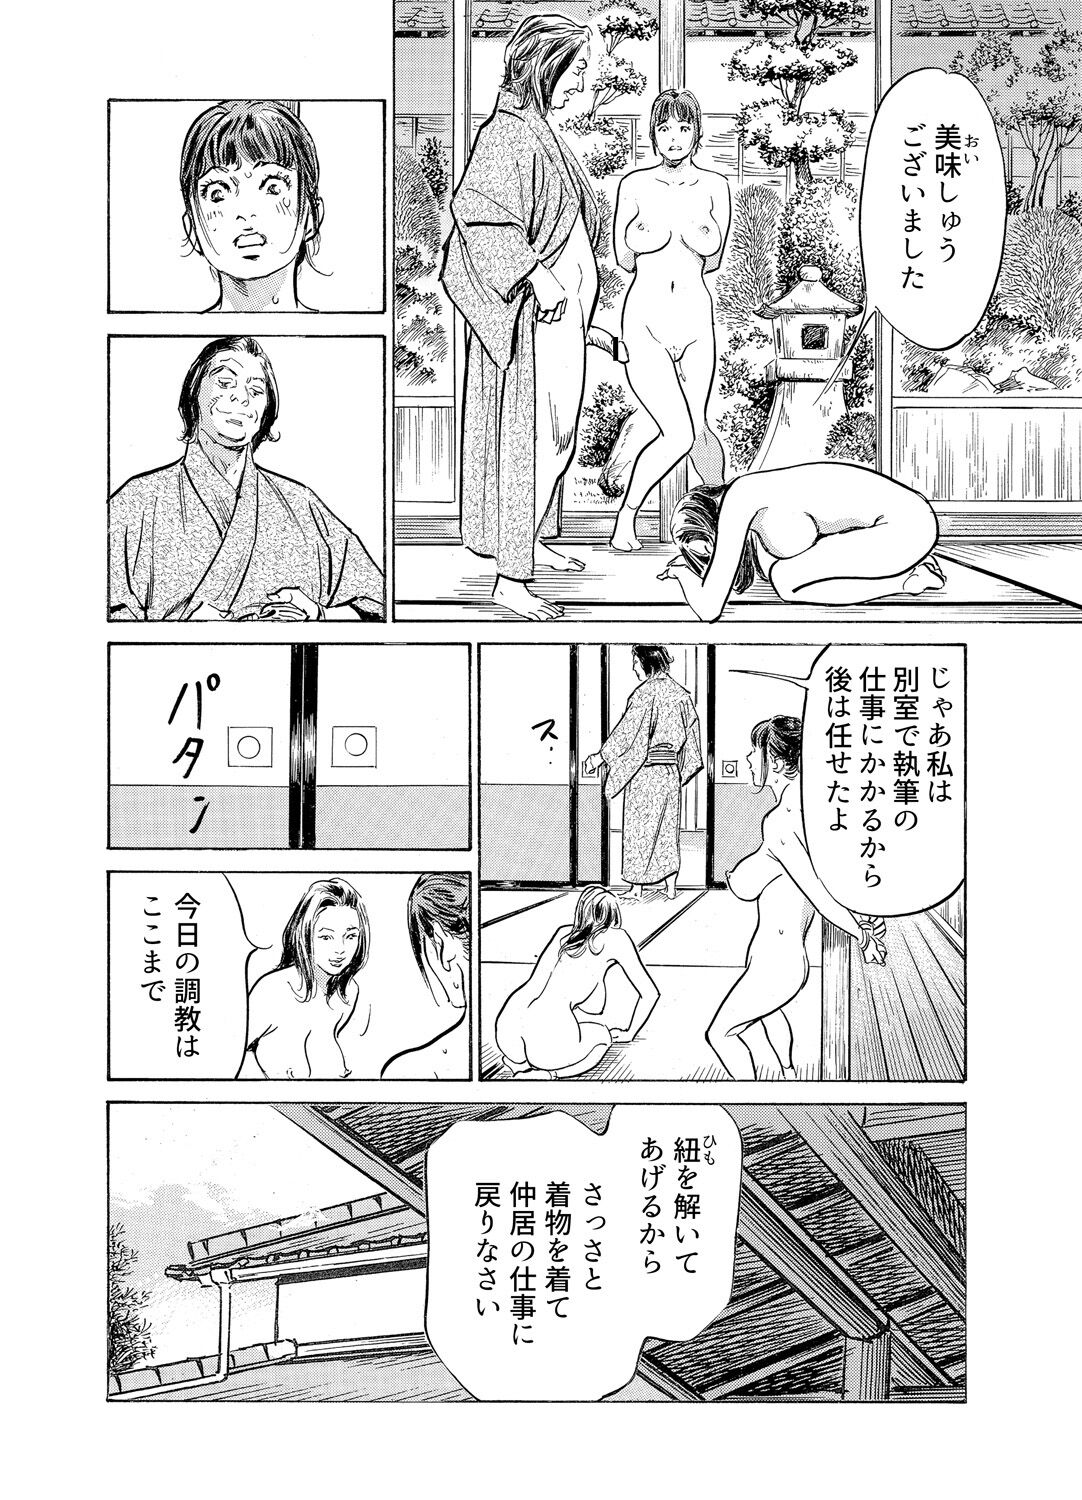 美味しゅう
おい
ございました
じゃあ私は
別室で執筆の
仕事にかかるから
後は任せたよ
ス‥
パタン
今日の調教は
ここまで
紐を解いて
ひも
あげるから
さっさと
着物を着て
仲居の仕事に
戻りなさい